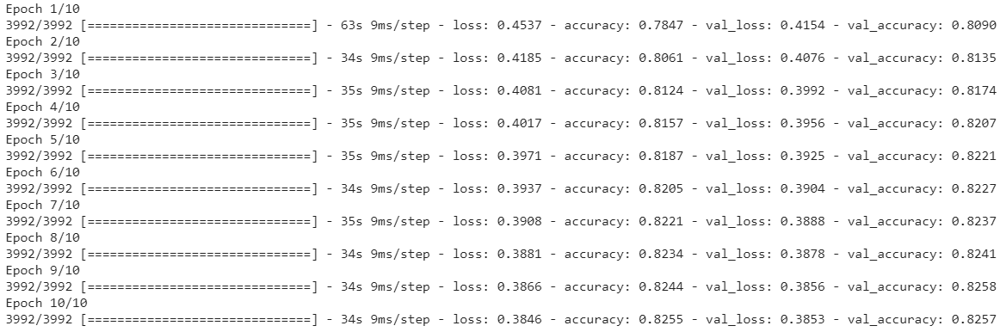 Epoch 1/10
3992/3992 [==============================] - 63s 9ms/step - loss: 0.4537 - accuracy: 0.7847 - val_loss: 0.4154 - val_accuracy: 0.8090
Epoch 2/10
3992/3992 [==============================] - 34s 9ms/step - loss: 0.4185 - accuracy: 0.8061 - val_loss: 0.4076 - val_accuracy: 0.8135
Epoch 3/10
3992/3992 [==============================] - 35s 9ms/step - loss: 0.4081 - accuracy: 0.8124 - val_loss: 0.3992 - val_accuracy: 0.8174
Epoch 4/10
3992/3992 [==============================] - 35s 9ms/step - loss: 0.4017 - accuracy: 0.8157 - val_loss: 0.3956 - val_accuracy: 0.8207
Epoch 5/10
3992/3992 [==============================] - 35s 9ms/step - loss: 0.3971 - accuracy: 0.8187 - val_loss: 0.3925 - val_accuracy: 0.8221
Epoch 6/10
3992/3992 [==============================] - 34s 9ms/step - loss: 0.3937 - accuracy: 0.8205 - val_loss: 0.3904 - val_accuracy: 0.8227
Epoch 7/10
3992/3992 [==============================] - 35s 9ms/step - loss: 0.3908 - accuracy: 0.8221 - val_loss: 0.3888 - val_accuracy: 0.8237
Epoch 8/10
3992/3992 [==============================] - 34s 9ms/step - loss: 0.3881 - accuracy: 0.8234 - val_loss: 0.3878 - val_accuracy: 0.8241
Epoch 9/10
3992/3992 [==============================] - 34s 9ms/step - loss: 0.3866 - accuracy: 0.8244 - val_loss: 0.3856 - val_accuracy: 0.8258
Epoch 10/10
3992/3992 [==============================] - 34s 9ms/step - loss: 0.3846 - accuracy: 0.8255 - val_loss: 0.3853 - val_accuracy: 0.8257